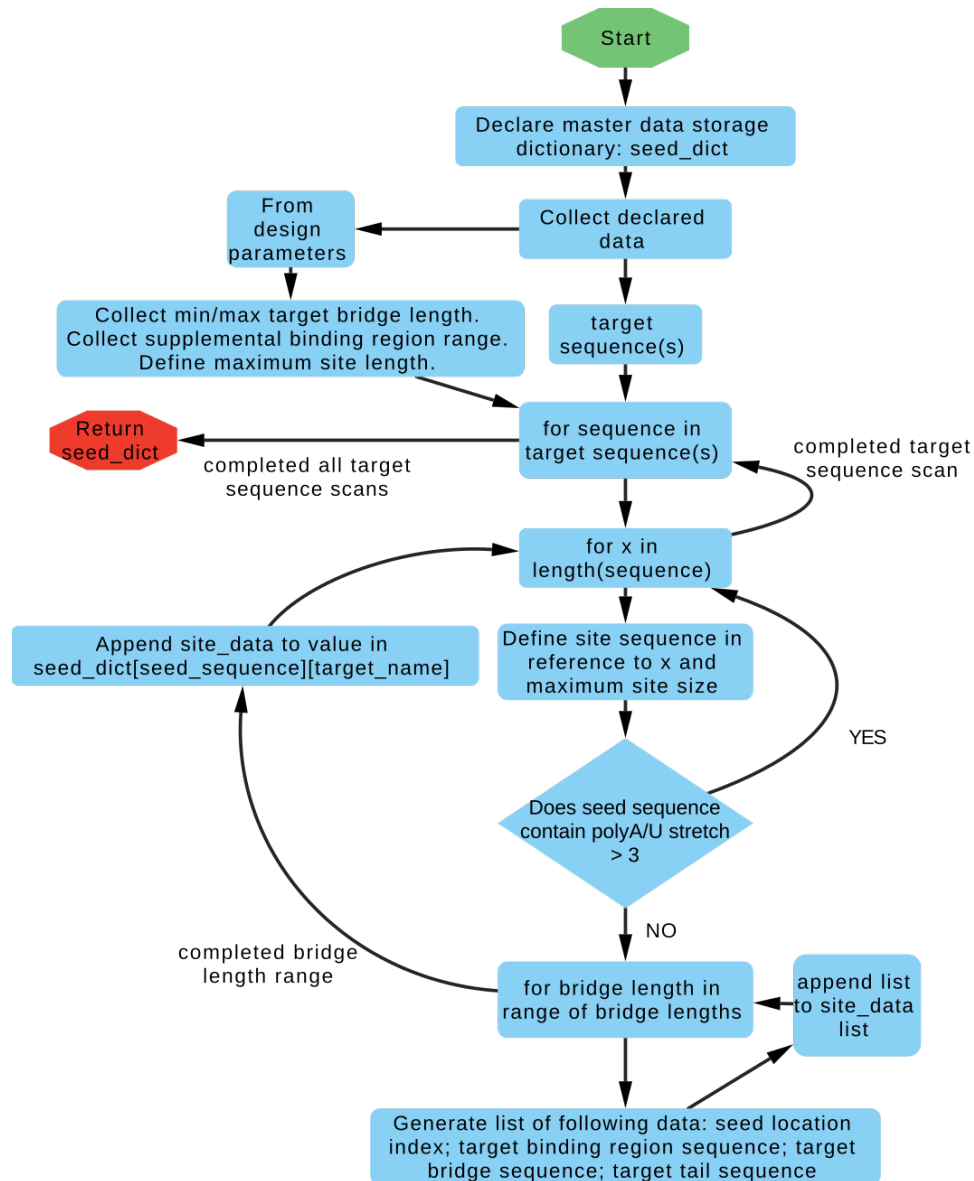 Start
Declare master data storage
dictionary: seed_dict
From
design
parameters
Collect declared
data
Collect min/max target bridge length.
Collect supplemental binding region range.
Define maximum site length.
target
sequence(s)
Return
seed_dict
for sequence in
target sequence(s)
completed target
sequence scan
completed all target
sequence scans
for x in
length(sequence)
Append site_data to value in
seed_dict[seed_sequence][target_name]
Define site sequence in
reference to x and
maximum site size
YES
Does seed sequence
contain polyA/U stretch
> 3
NO
completed bridge
length range
for bridge length in
range of bridge lengths
append list
to site_data
list
Generate list of following data: seed location
index; target binding region sequence; target
bridge sequence; target tail sequence